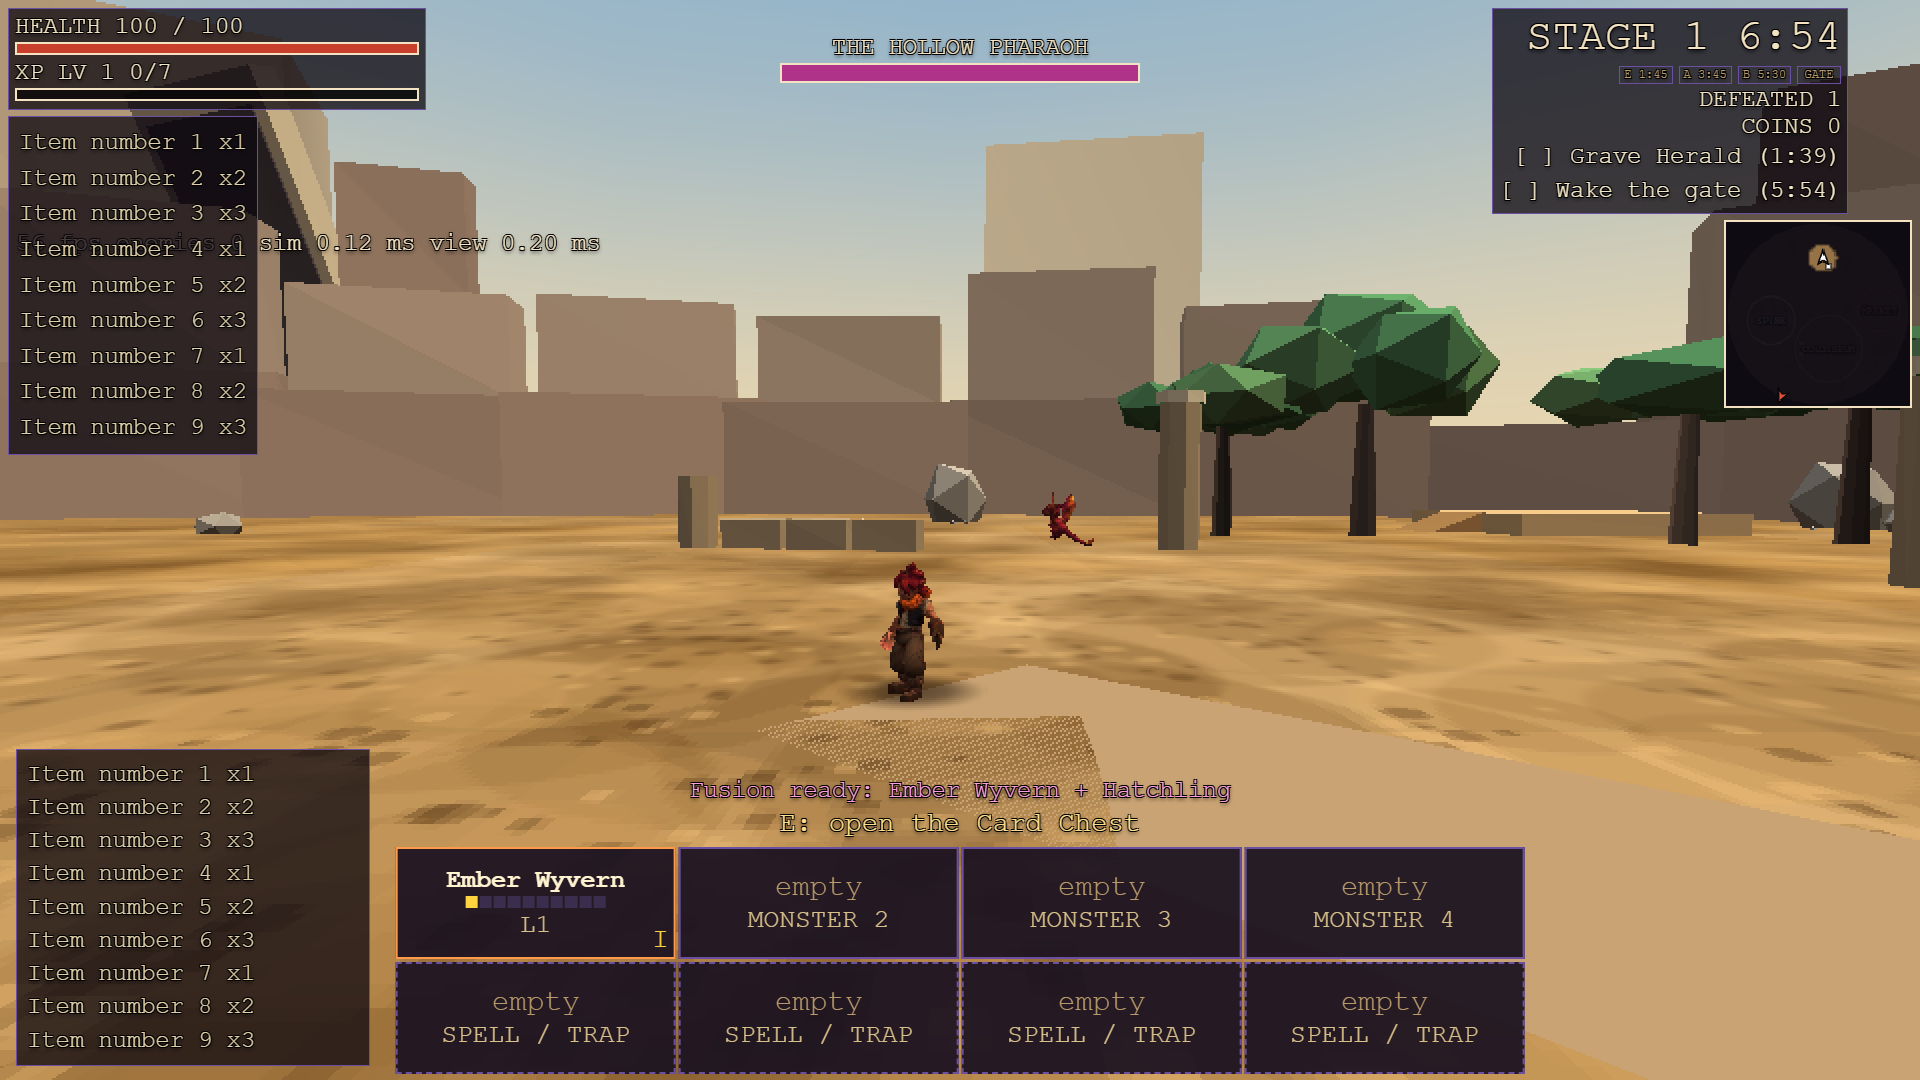 HEALTH 100 / 100
XP LV 1 0/7
Item number 1 x1
Item number 2 x2
Item number 3 x3
Item number 4 x1
Item number 5 x2
Item number 6 x3
Item number 7 x1
Item number 8 x2
Item number 9 x3
56 fps enemies 0 sim 0.12 ms view 0.20 ms
THE HOLLOW PHARAOH
STAGE 1 6:54
E 1:45 A 3:45 B 5:30 GATE
DEFEATED 1
COINS 0
[ ] Grave Herald (1:39)
[ ] Wake the gate (5:54)
Item number 1 x1
Item number 2 x2
Item number 3 x3
Item number 4 x1
Item number 5 x2
Item number 6 x3
Item number 7 x1
Item number 8 x2
Item number 9 x3
Fusion ready: Ember Wyvern + Hatchling
E: open the Card Chest
Ember Wyvern
L1
I
empty
MONSTER 2
empty
MONSTER 3
empty
MONSTER 4
empty
SPELL / TRAP
empty
SPELL / TRAP
empty
SPELL / TRAP
empty
SPELL / TRAP